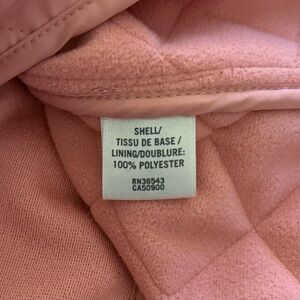 SHELL/
TISSU DE BASE /
LINING/DOUBLURE:
100% POLYESTER
RN36543
CA50900